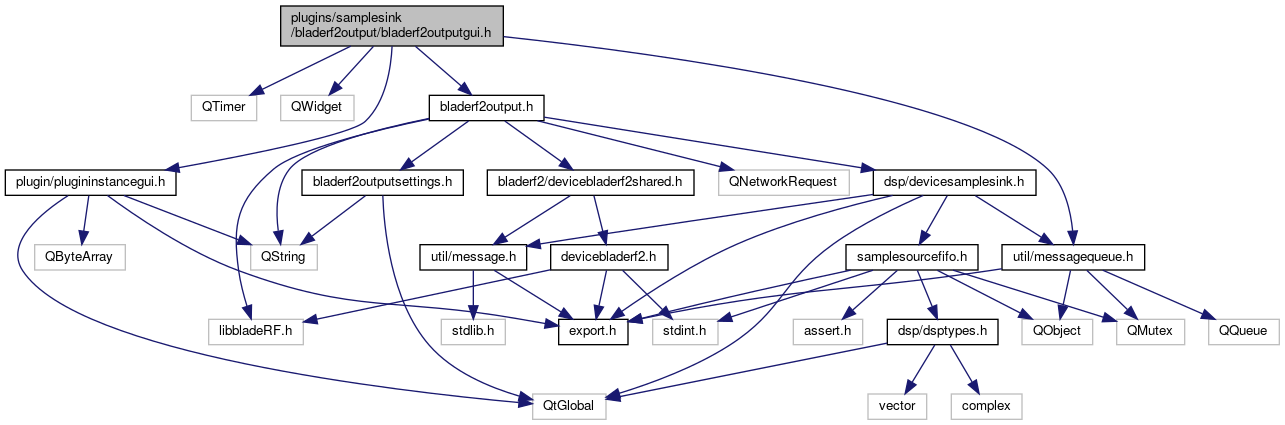 plugins/samplesink
/bladerf2output/bladerf2outputgui.h
QTimer
QWidget
bladerf2output.h
plugin/plugininstancegui.h
bladerf2outputsettings.h
bladerf2/devicebladerf2shared.h
QNetworkRequest
dsp/devicesamplesink.h
QByteArray
QString
util/message.h
devicebladerf2.h
samplesourcefifo.h
util/messagequeue.h
libbladeRF.h
stdlib.h
export.h
stdint.h
assert.h
dsp/dsptypes.h
QObject
QMutex
QQueue
QtGlobal
vector
complex